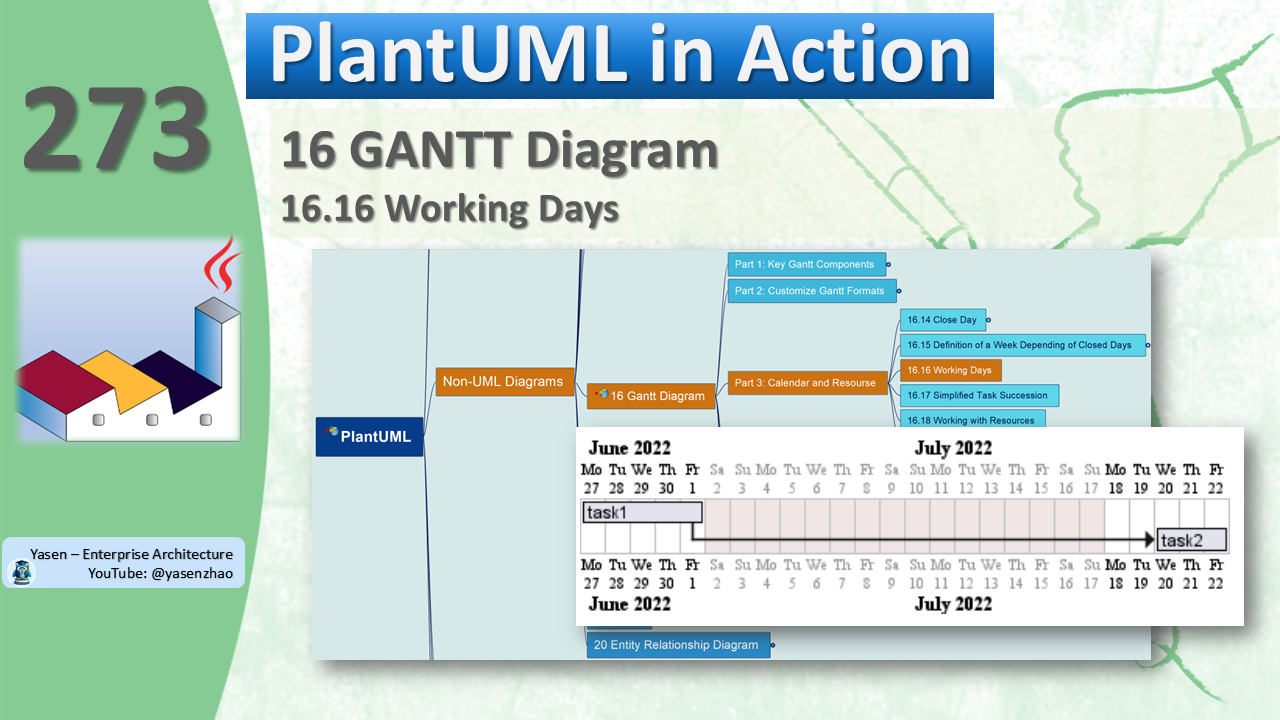 PlantUML in Action
273
16 GANTT Diagram
16.16 Working Days
Part 1: Key Gantt Components
Part 2: Customize Gantt Formats
16.14 Close Day
16.15 Definition of a Week Depending of Closed Days
16.16 Working Days
Non-UML Diagrams
16 Gantt Diagram
Part 3: Calendar and Resourse
16.17 Simplified Task Succession
16.18 Working with Resources
PlantUML
June 2022 July 2022
Mo Tu We Th Fr Sa Su Mo Tu We Th Fr Sa Su Mo Tu We Th Fr Sa Su Mo Tu We Th Fr
27 28 29 30 1 2 3 4 5 6 7 8 9 10 11 12 13 14 15 16 17 18 19 20 21 22
task1
task2
Mo Tu We Th Fr Sa Su Mo Tu We Th Fr Sa Su Mo Tu We Th Fr Sa Su Mo Tu We Th Fr
27 28 29 30 1 2 3 4 5 6 7 8 9 10 11 12 13 14 15 16 17 18 19 20 21 22
June 2022 July 2022
20 Entity Relationship Diagram
Yasen – Enterprise Architecture
YouTube: @yasenzhao